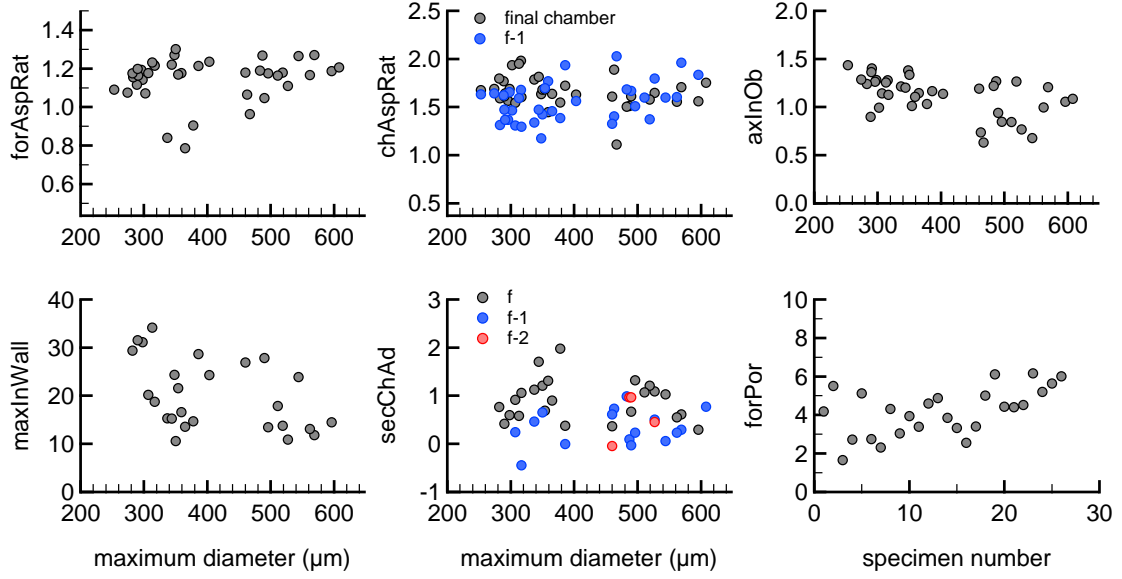 forAspRat
1.4
1.2
1.0
0.8
0.6
200 300 400 500 600
chAspRat
2.5
2.0
1.5
1.0
0.5
final chamber
f-1
200 300 400 500 600
axInOb
2.0
1.5
1.0
0.5
0.0
200 300 400 500 600
maxInWall
40
30
20
10
0
200 300 400 500 600
maximum diameter (µm)
secChAd
3
2
1
0
-1
f
f-1
f-2
200 300 400 500 600
maximum diameter (µm)
forPor
10
8
6
4
2
0
0 10 20 30
specimen number